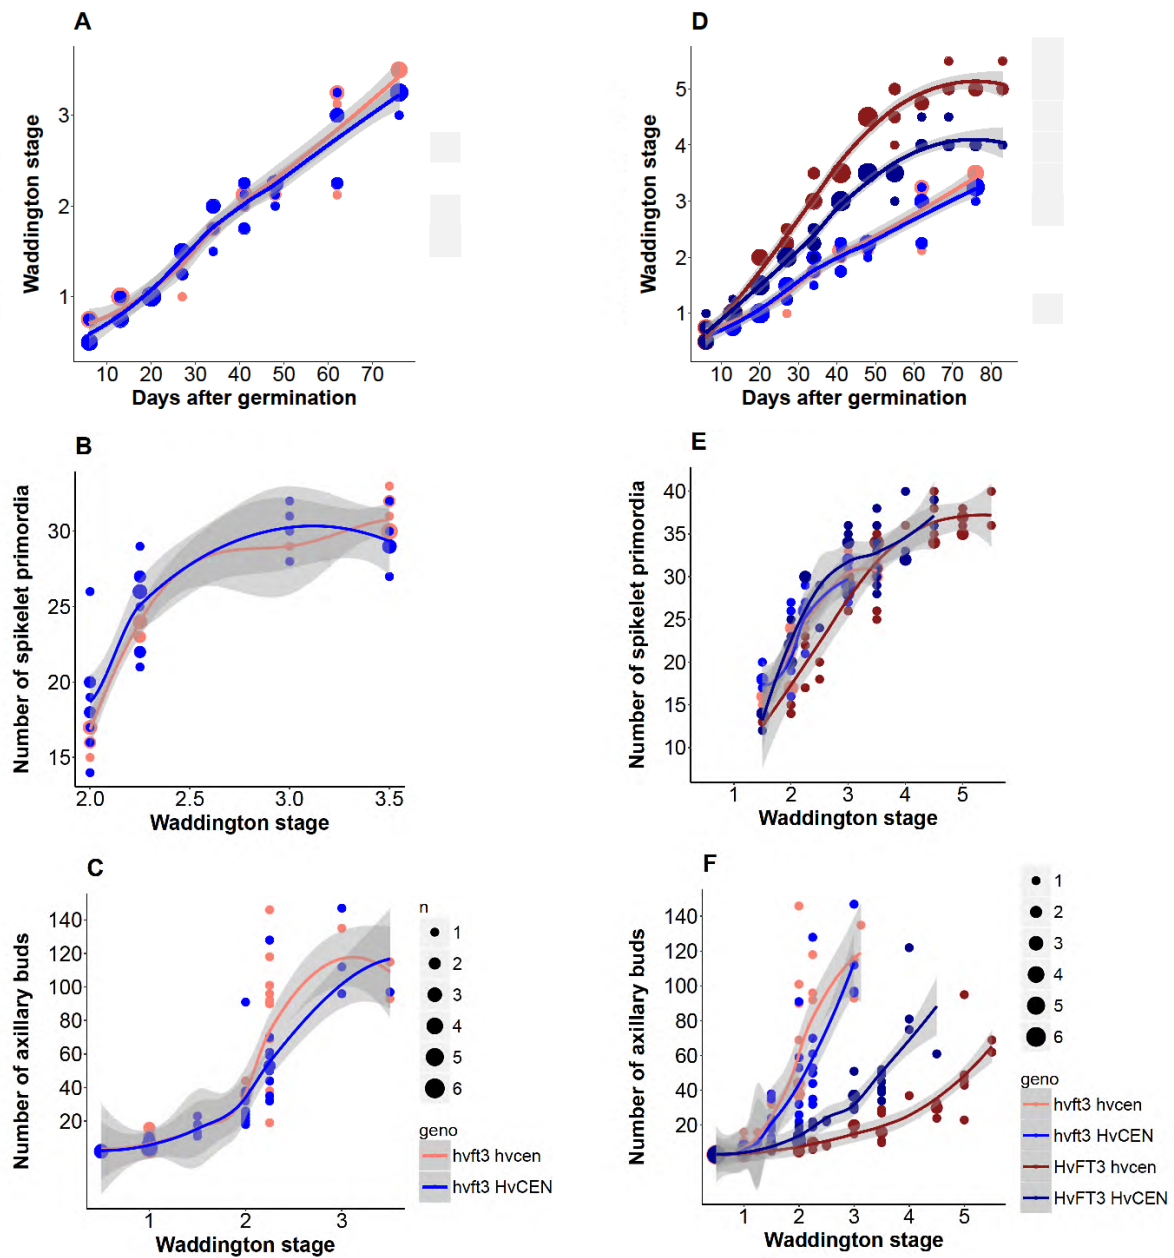 A
Waddington stage
3
2
1
10 20 30 40 50 60 70
Days after germination
D
Waddington stage
5
4
3
2
1
10 20 30 40 50 60 70 80
Days after germination
B
Number of spikelet primordia
30
25
20
15
2.0 2.5 3.0 3.5
Waddington stage
E
Number of spikelet primordia
40
35
30
25
20
15
10
1 2 3 4 5
Waddington stage
C
Number of axillary buds
140
120
100
80
60
40
20
1 2 3
Waddington stage
n
1
2
3
4
5
6
geno
hvft3 hvcen
hvft3 HvCEN
F
Number of axillary buds
140
120
100
80
60
40
20
1 2 3 4 5
Waddington stage
1
2
3
4
5
6
geno
hvft3 hvcen
hvft3 HvCEN
HvFT3 hvcen
HvFT3 HvCEN